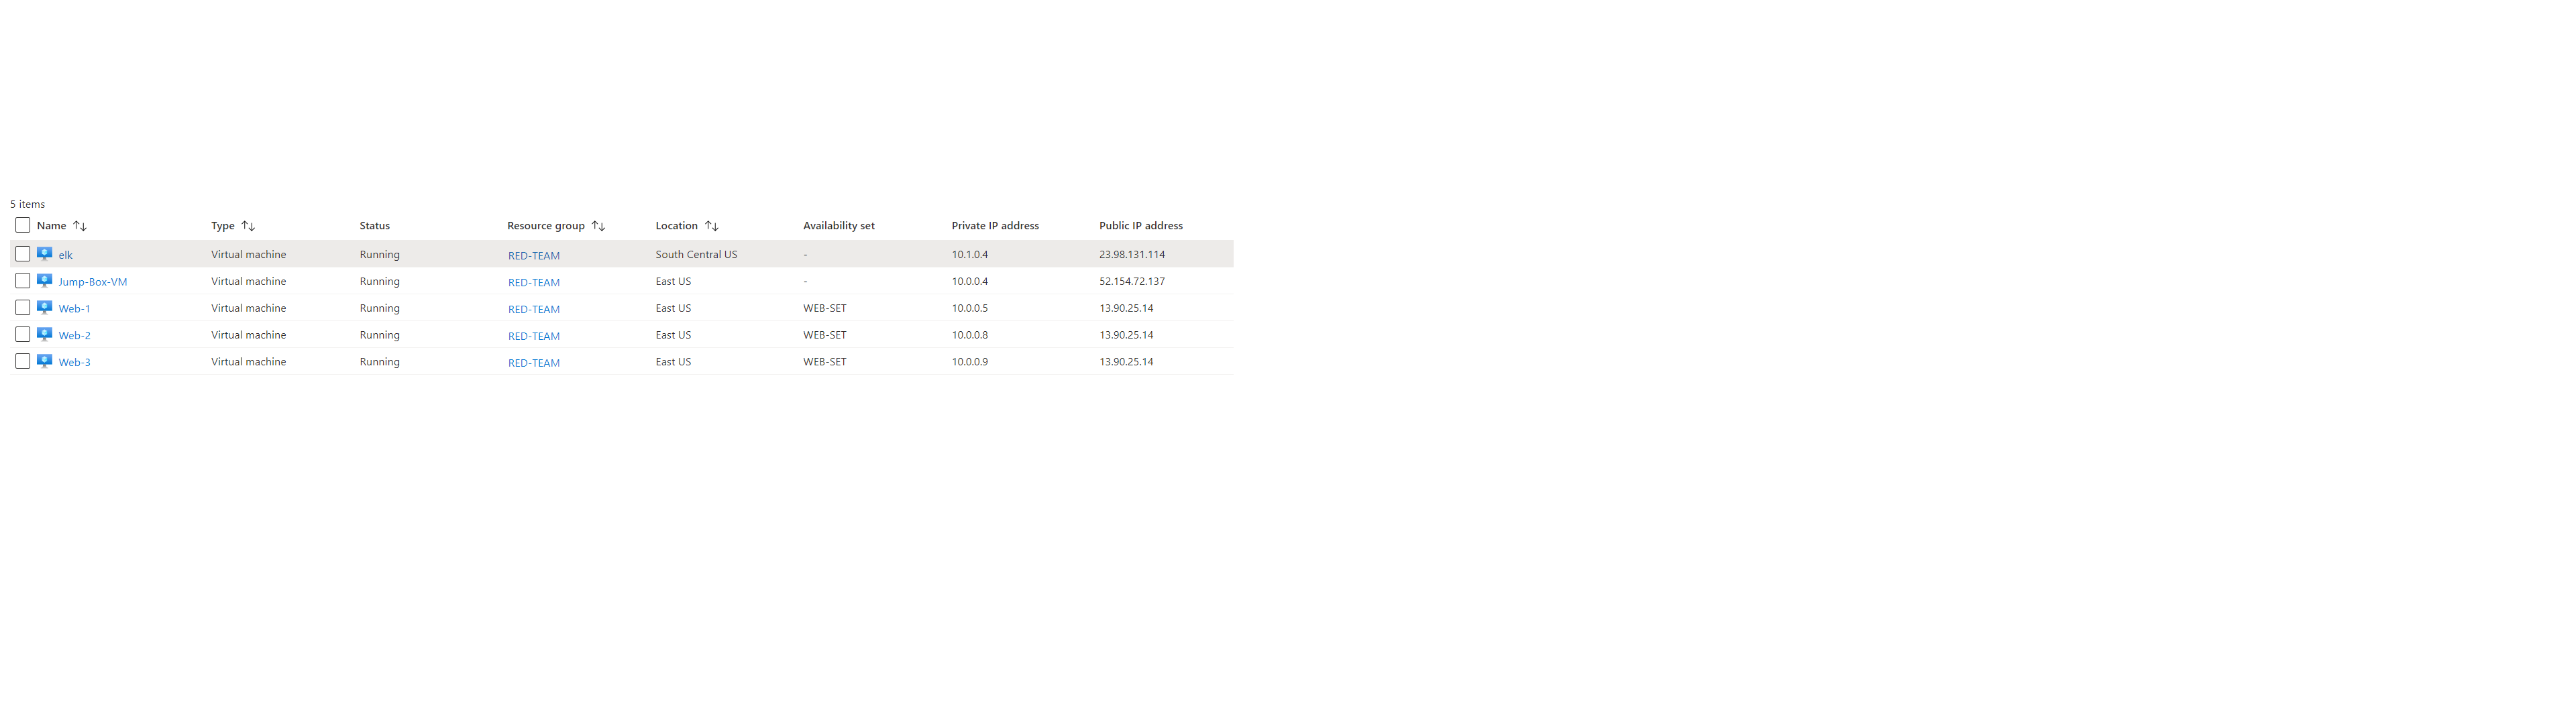 5 items
Name ↑↓ Type ↑↓ Status Resource group ↑↓ Location ↑↓ Availability set Private IP address Public IP address
elk Virtual machine Running RED-TEAM South Central US - 10.1.0.4 23.98.131.114
Jump-Box-VM Virtual machine Running RED-TEAM East US - 10.0.0.4 52.154.72.137
Web-1 Virtual machine Running RED-TEAM East US WEB-SET 10.0.0.5 13.90.25.14
Web-2 Virtual machine Running RED-TEAM East US WEB-SET 10.0.0.8 13.90.25.14
Web-3 Virtual machine Running RED-TEAM East US WEB-SET 10.0.0.9 13.90.25.14